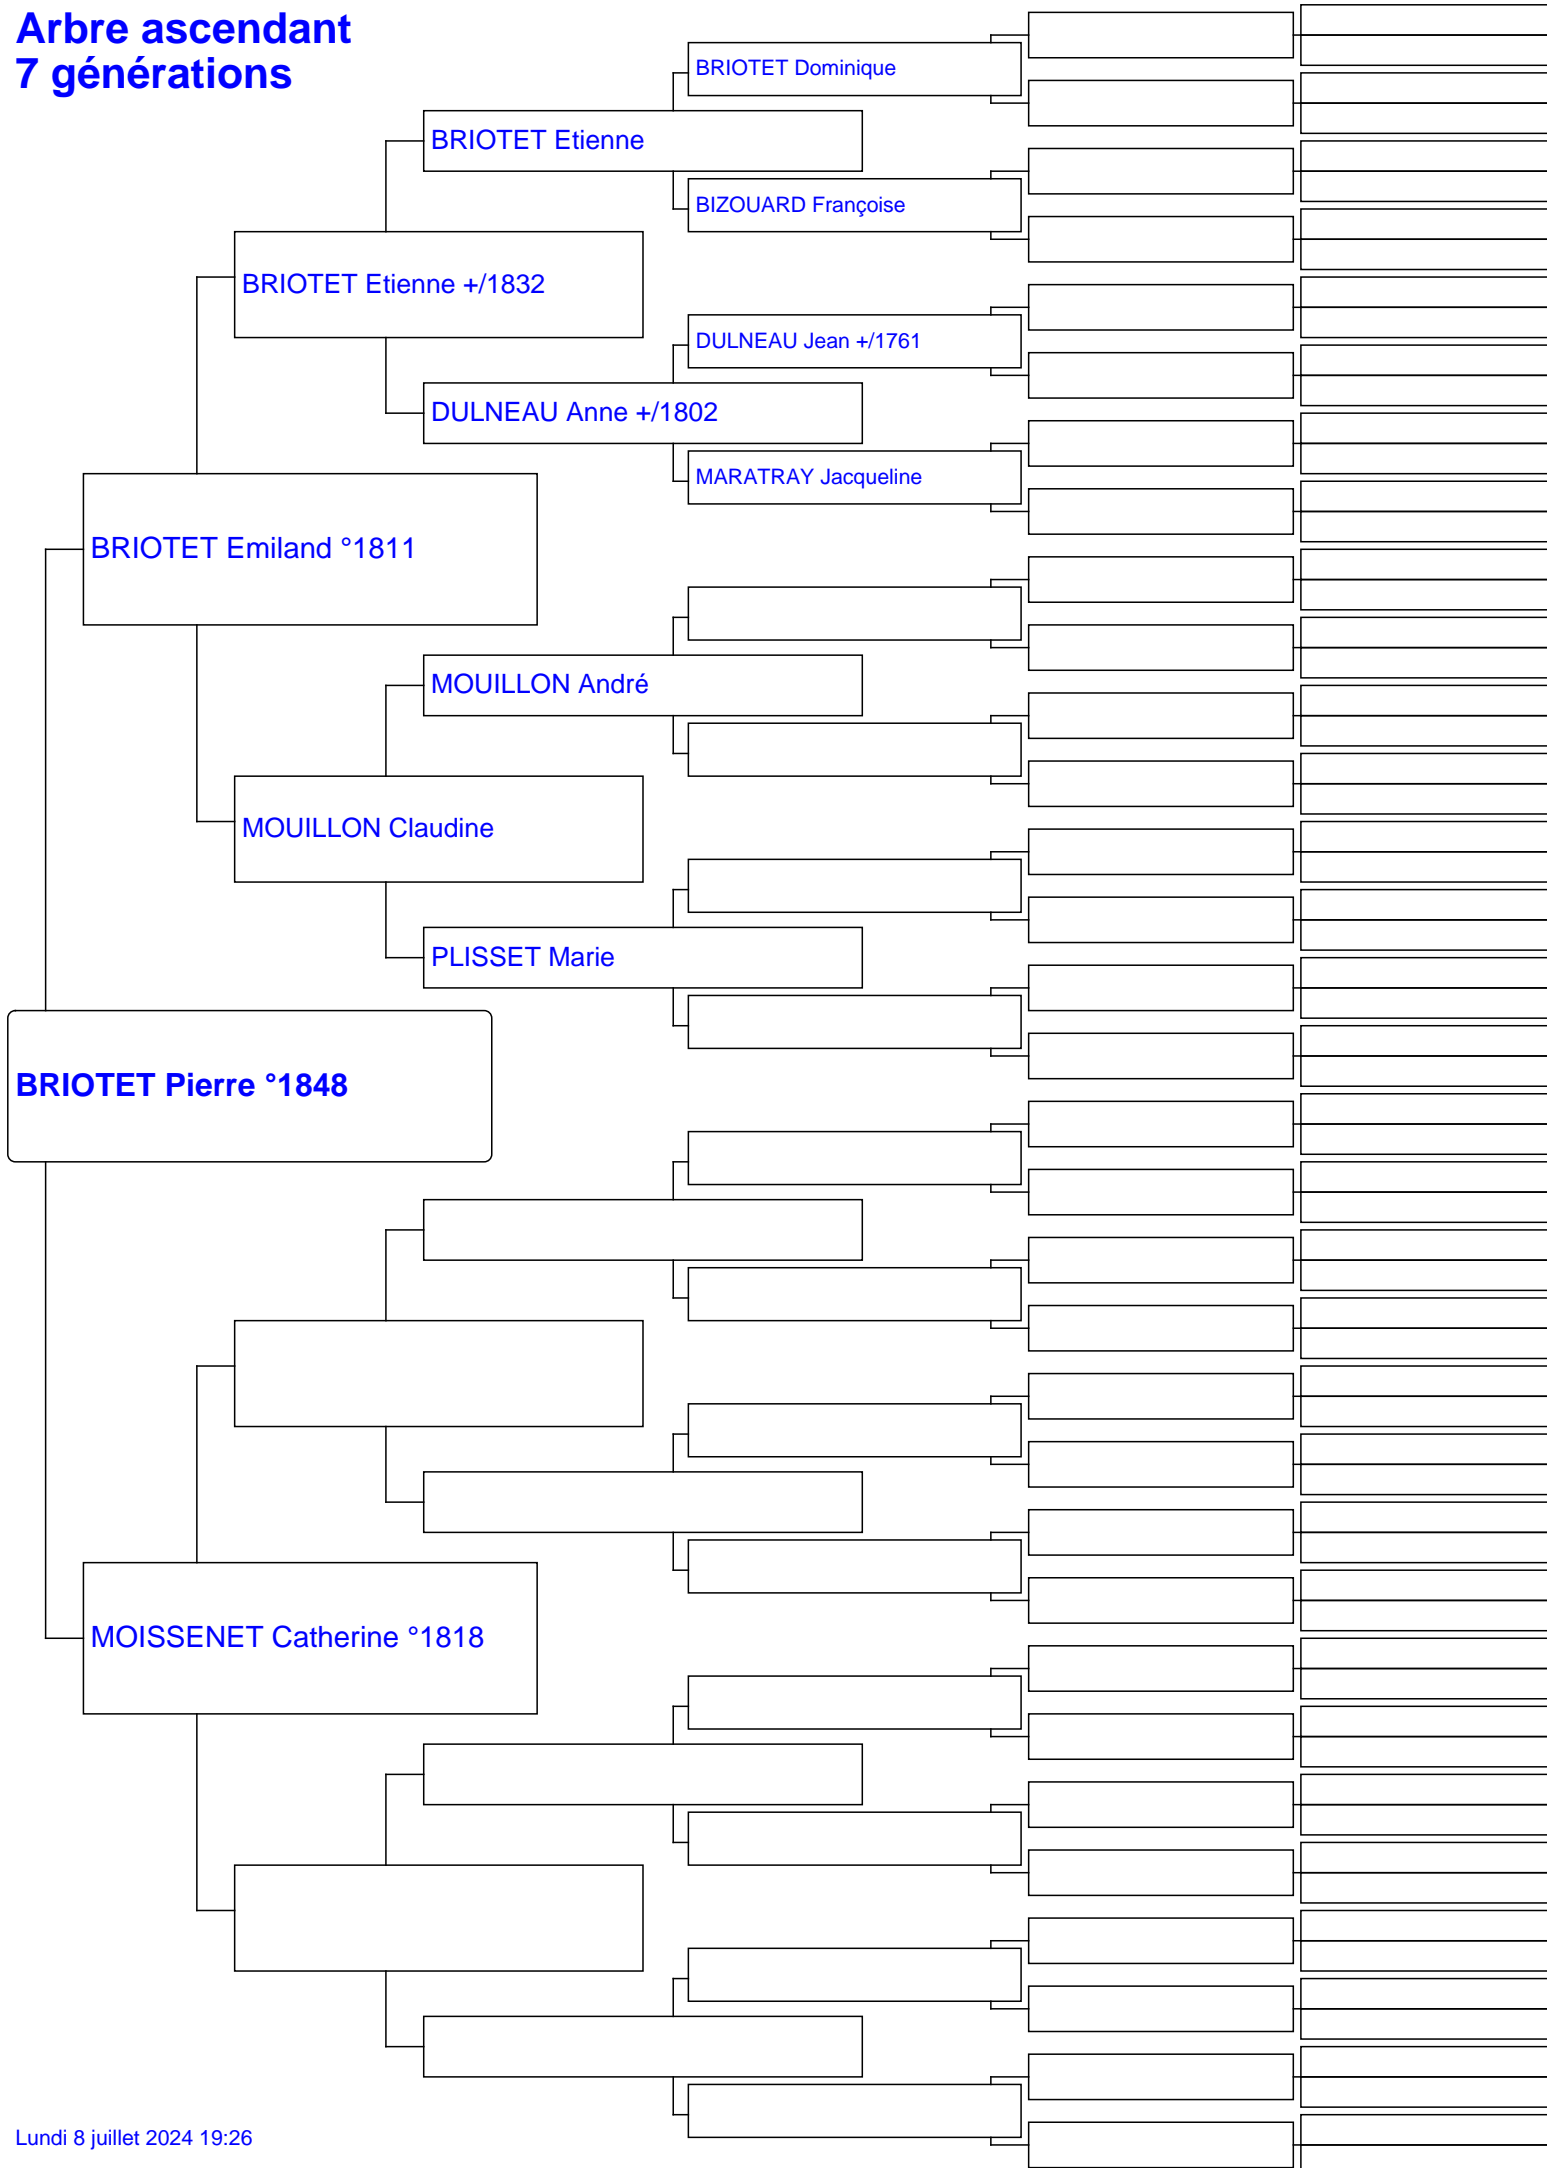 Arbre ascendant
7 générations
BRIOTET Dominique
BRIOTET Etienne
BIZOUARD Françoise
BRIOTET Etienne +/1832
DULNEAU Jean +/1761
DULNEAU Anne +/1802
MARATRAY Jacqueline
BRIOTET Emiland °1811
MOUILLON André
MOUILLON Claudine
PLISSET Marie
BRIOTET Pierre °1848
MOISSENET Catherine °1818
Lundi 8 juillet 2024 19:26